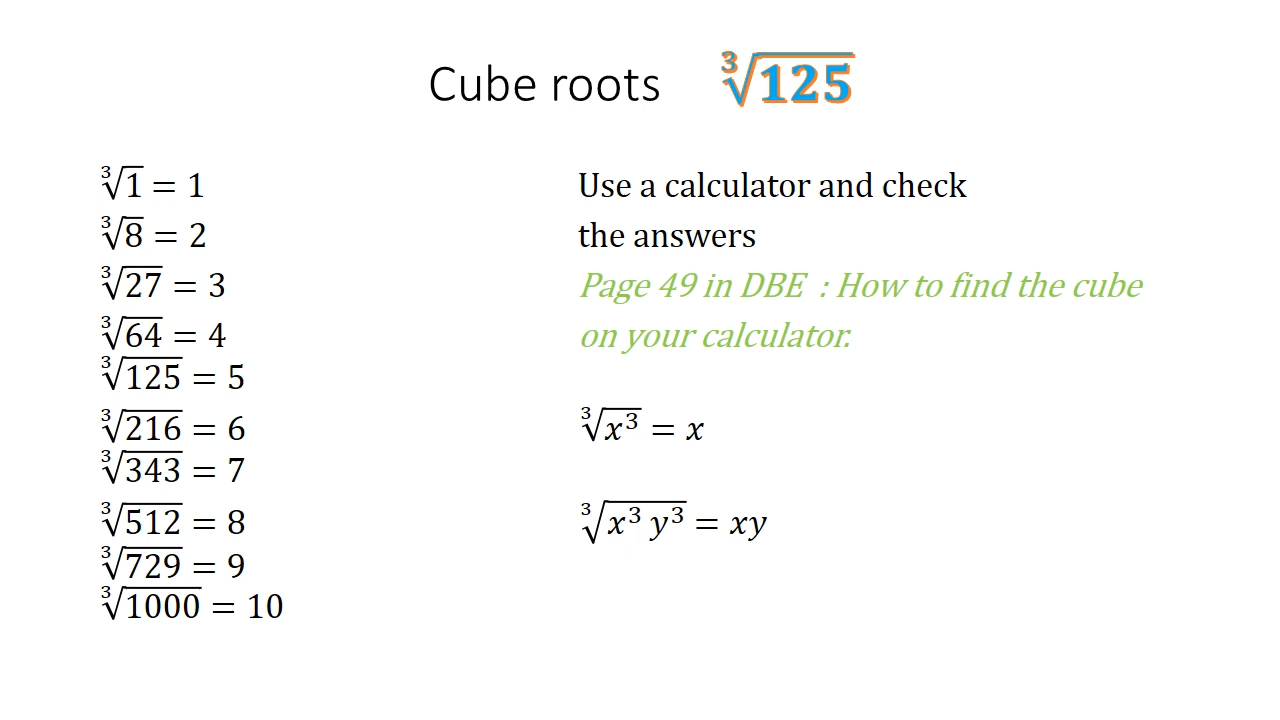 Cube roots ∛125
∛1 = 1
∛8 = 2
∛27 = 3
∛64 = 4
∛125 = 5
∛216 = 6
∛343 = 7
∛512 = 8
∛729 = 9
∛1000 = 10
Use a calculator and check
the answers
Page 49 in DBE : How to find the cube
on your calculator.
∛x³ = x
∛x³ y³ = xy